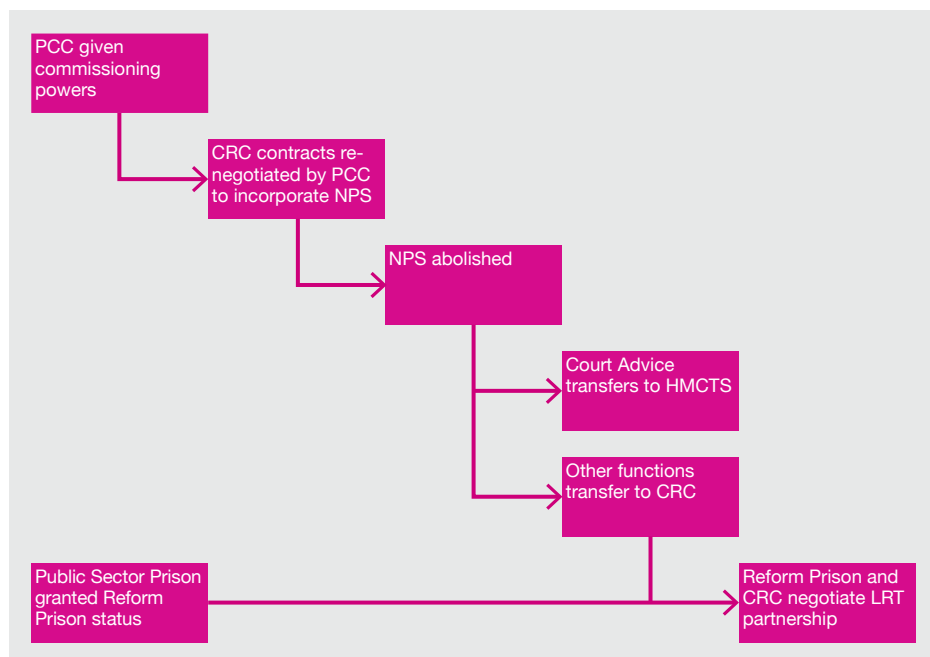 PCC given
commissioning
powers
CRC contracts re-
negotiated by PCC
to incorporate NPS
NPS abolished
Court Advice
transfers to HMCTS
Other functions
transfer to CRC
Public Sector Prison
granted Reform
Prison status
Reform Prison and
CRC negotiate LRT
partnership